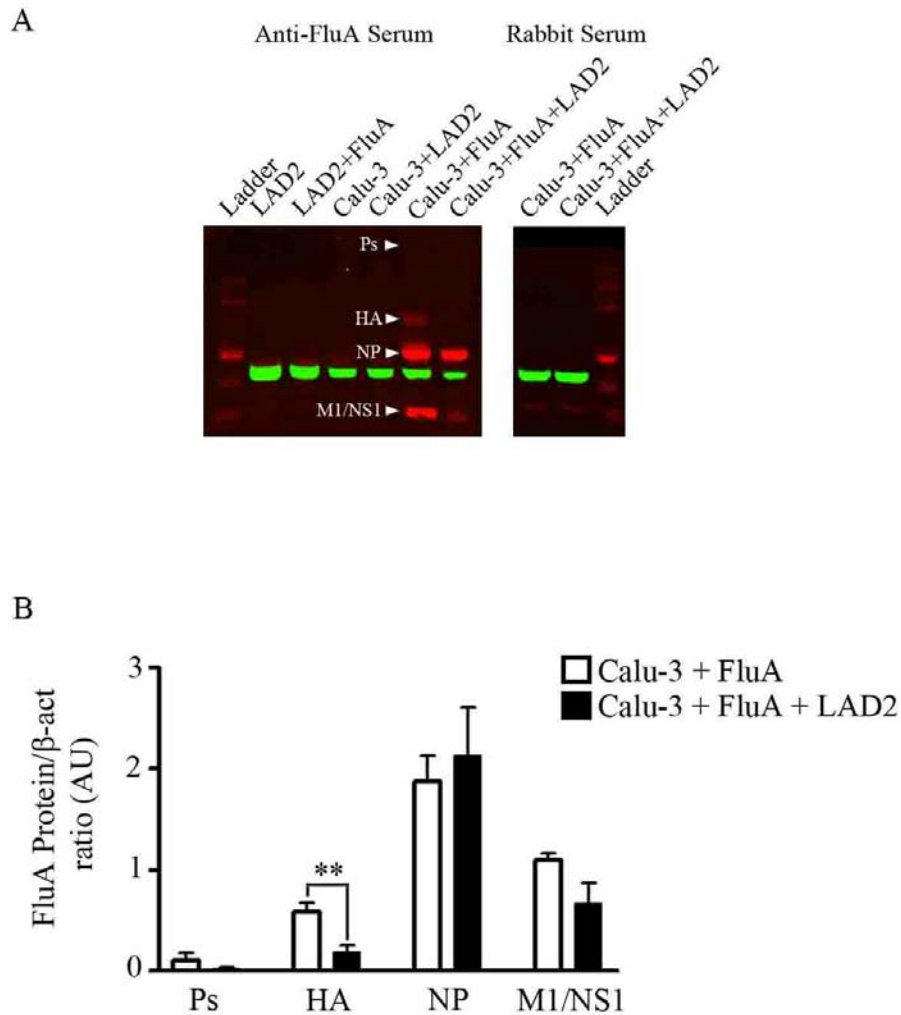 A
Anti-FluA Serum
Rabbit Serum
Ladder
LAD2
LAD2+FluA
Calu-3
Calu-3+LAD2
Calu-3+FluA
Calu-3+FluA+LAD2
Calu-3+FluA
Calu-3+FluA+LAD2
Ladder
Ps
HA
NP
M1/NS1
B
FluA Protein/β-act
ratio (AU)
3
2
1
0
**
Calu-3 + FluA
Calu-3 + FluA + LAD2
Ps
HA
NP
M1/NS1